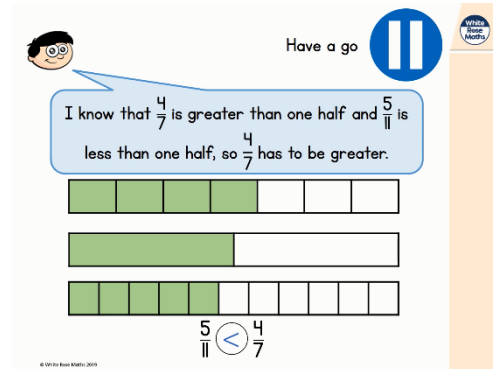 White
Rose
Maths
Have a go
I know that 4/7 is greater than one half and 5/11 is
less than one half, so 4/7 has to be greater.
5/11 < 4/7
© White Rose Maths 2019